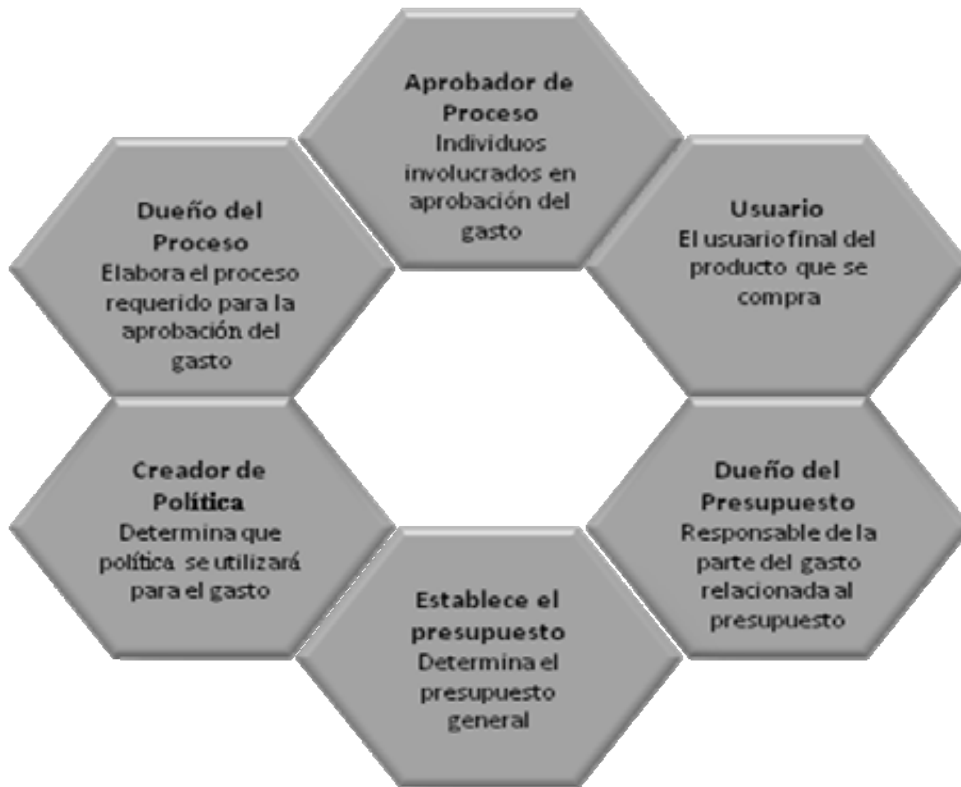 Aprobador de
Proceso
Individuos
involucrados en
aprobación del
gasto
Usuario
El usuario final del
producto que se
compra
Dueño del
Presupuesto
Responsable de la
parte del gasto
relacionada al
presupuesto
Establece el
presupuesto
Determina el
presupuesto
general
Creador de
Política
Determina que
política se utilizará
para el gasto
Dueño del
Proceso
Elabora el proceso
requerido para la
aprobación del
gasto